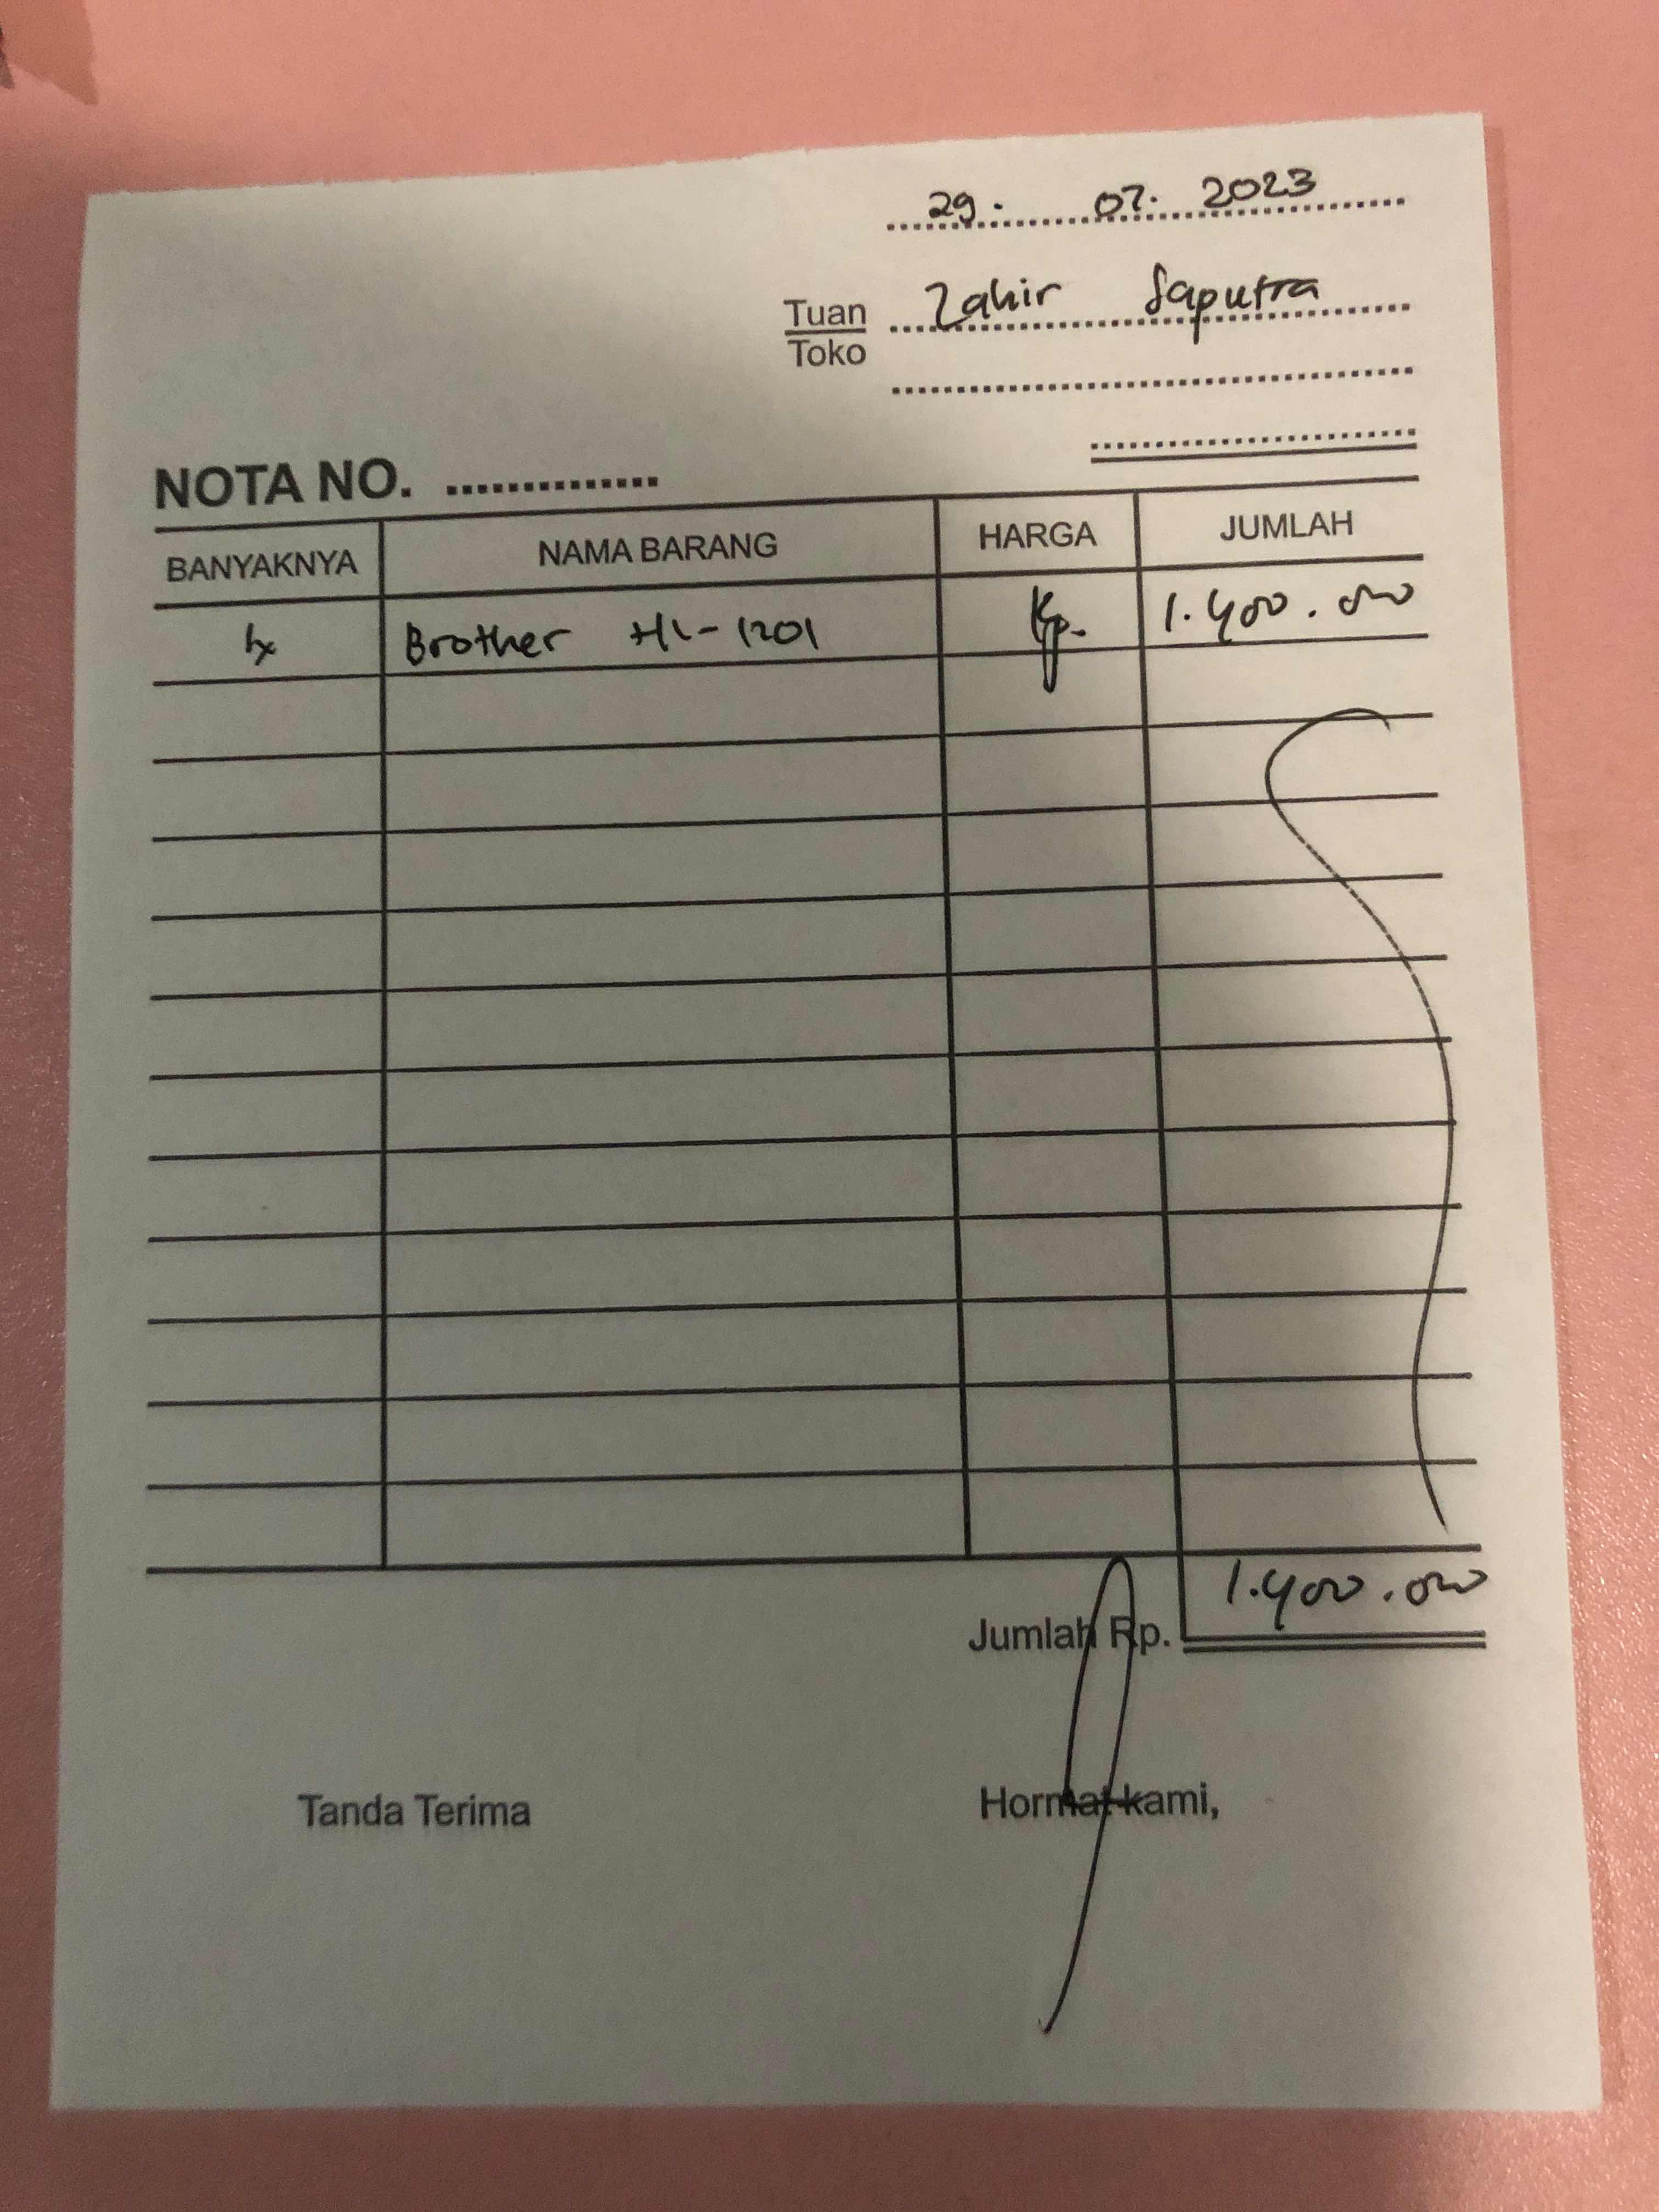 29. 07. 2023
Tuan Zahir Saputra
Toko
NOTA NO. ..............
BANYAKNYA NAMA BARANG HARGA JUMLAH
1x Brother HL-1201 Rp. 1.400.000
Jumlah Rp. 1.400.000
Tanda Terima Hormat kami,